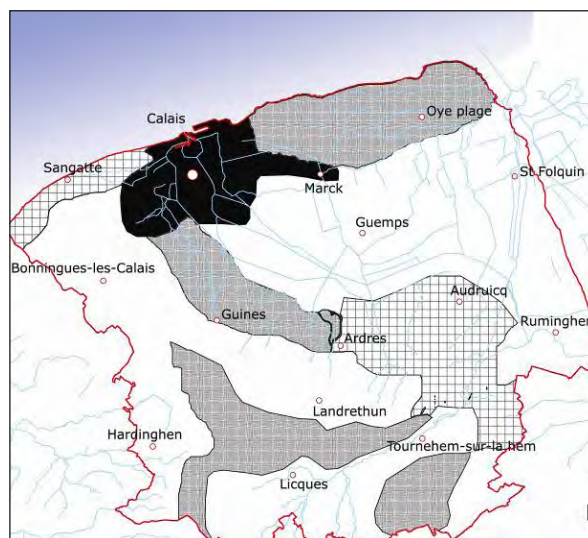 Oye plage
Calais
Sangatte
Marck
St Folquin
Guemps
Bonningues-les-Calais
Audruicq
Guines
Ruminghem
Ardres
Landrethun
Hardinghen
Tournehem-sur-la hem
Licques